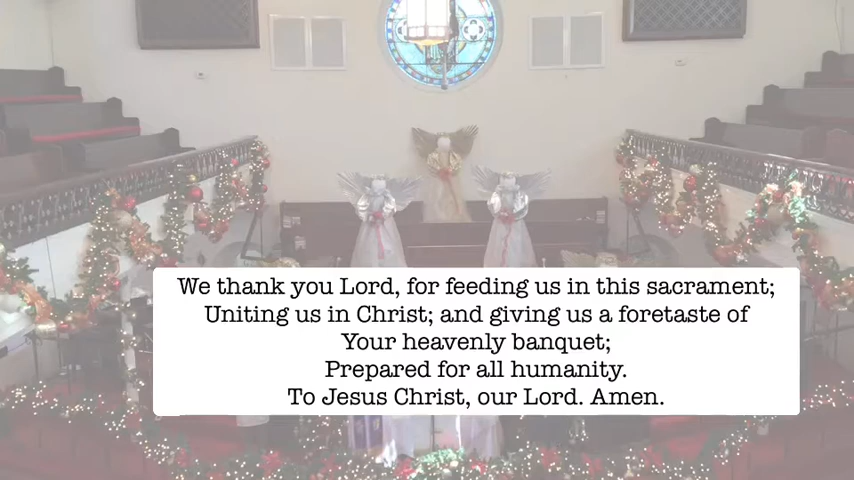 We thank you Lord, for feeding us in this sacrament;
Uniting us in Christ; and giving us a foretaste of
Your heavenly banquet;
Prepared for all humanity.
To Jesus Christ, our Lord. Amen.